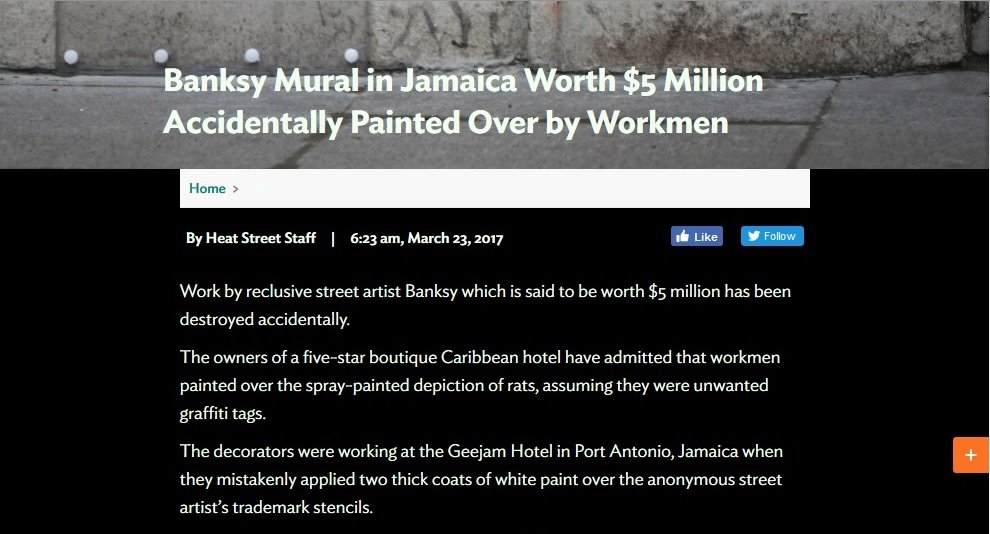 Banksy Mural in Jamaica Worth $5 Million
Accidentally Painted Over by Workmen
Home >
By Heat Street Staff | 6:23 am, March 23, 2017
Like
Follow
Work by reclusive street artist Banksy which is said to be worth $5 million has been
destroyed accidentally.
The owners of a five-star boutique Caribbean hotel have admitted that workmen
painted over the spray-painted depiction of rats, assuming they were unwanted
graffiti tags.
The decorators were working at the Geejam Hotel in Port Antonio, Jamaica when
they mistakenly applied two thick coats of white paint over the anonymous street
artist’s trademark stencils.
+